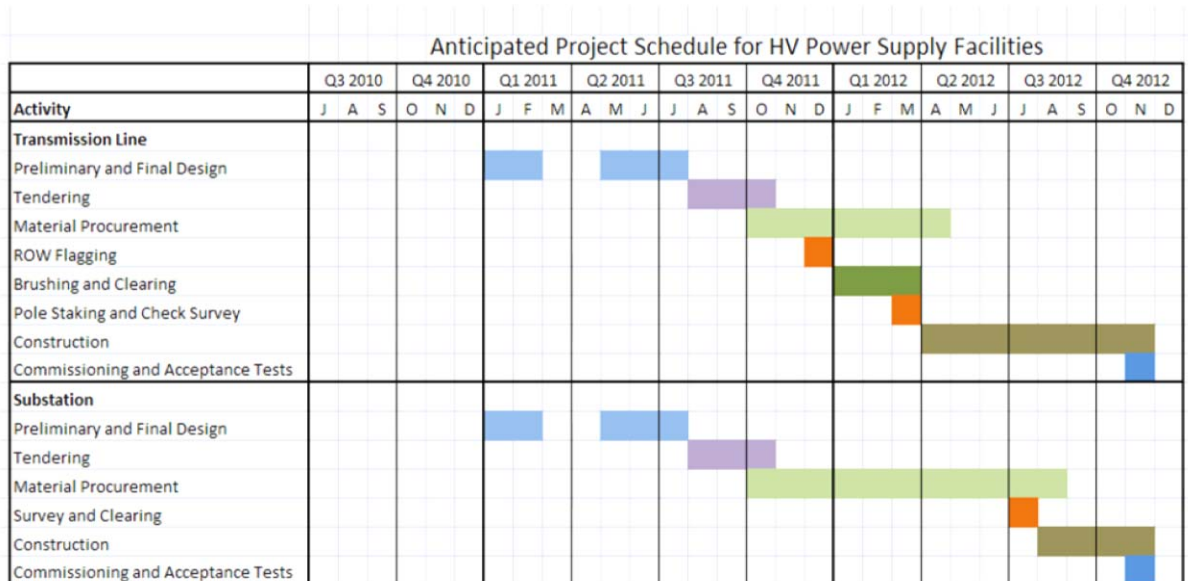 Anticipated Project Schedule for HV Power Supply Facilities
Q3 2010 Q4 2010 Q1 2011 Q2 2011 Q3 2011 Q4 2011 Q1 2012 Q2 2012 Q3 2012 Q4 2012
Activity J A S O N D J F M A M J J A S O N D J F M A M J J A S O N D
Transmission Line
Preliminary and Final Design
Tendering
Material Procurement
ROW Flagging
Brushing and Clearing
Pole Staking and Check Survey
Construction
Commissioning and Acceptance Tests
Substation
Preliminary and Final Design
Tendering
Material Procurement
Survey and Clearing
Construction
Commissioning and Acceptance Tests